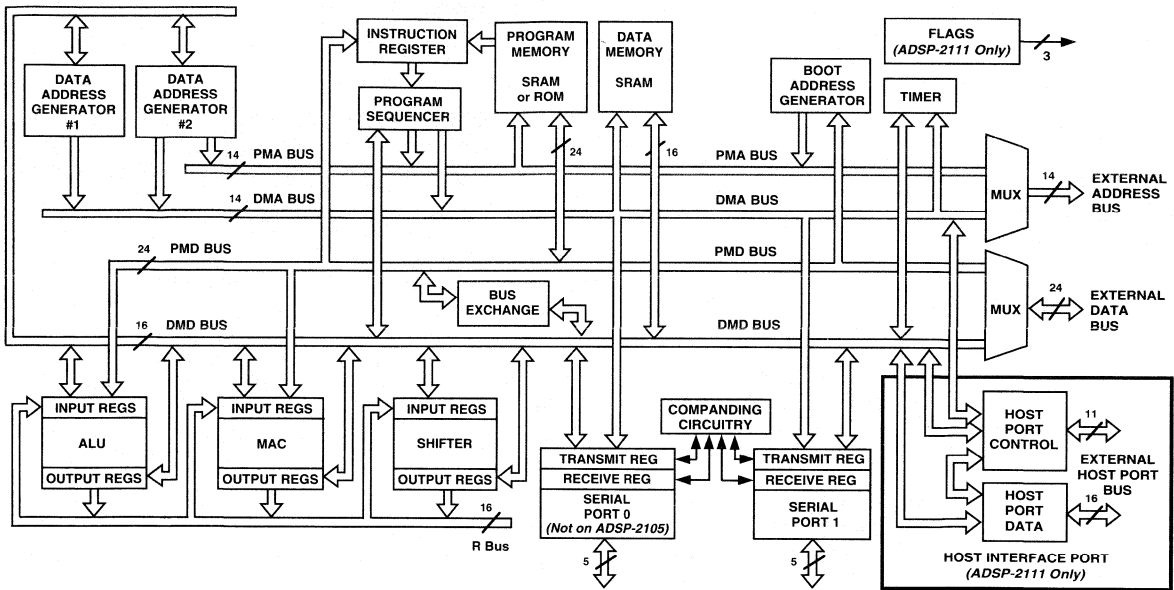 DATA
ADDRESS
GENERATOR
#1
DATA
ADDRESS
GENERATOR
#2
INSTRUCTION
REGISTER
PROGRAM
SEQUENCER
PROGRAM
MEMORY
SRAM
or ROM
DATA
MEMORY
SRAM
BOOT
ADDRESS
GENERATOR
FLAGS
(ADSP-2111 Only)
3
TIMER
14
PMA BUS
24
16
PMA BUS
14
DMA BUS
DMA BUS
MUX
14
EXTERNAL
ADDRESS
BUS
24
PMD BUS
PMD BUS
BUS
EXCHANGE
16
DMD BUS
DMD BUS
MUX
24
EXTERNAL
DATA
BUS
INPUT REGS
ALU
OUTPUT REGS
INPUT REGS
MAC
OUTPUT REGS
INPUT REGS
SHIFTER
OUTPUT REGS
16
R Bus
COMPANDING
CIRCUITRY
TRANSMIT REG
RECEIVE REG
SERIAL
PORT 0
(Not on ADSP-2105)
5
TRANSMIT REG
RECEIVE REG
SERIAL
PORT 1
5
HOST
PORT
CONTROL
11
EXTERNAL
HOST PORT
BUS
HOST
PORT
DATA
16
HOST INTERFACE PORT
(ADSP-2111 Only)